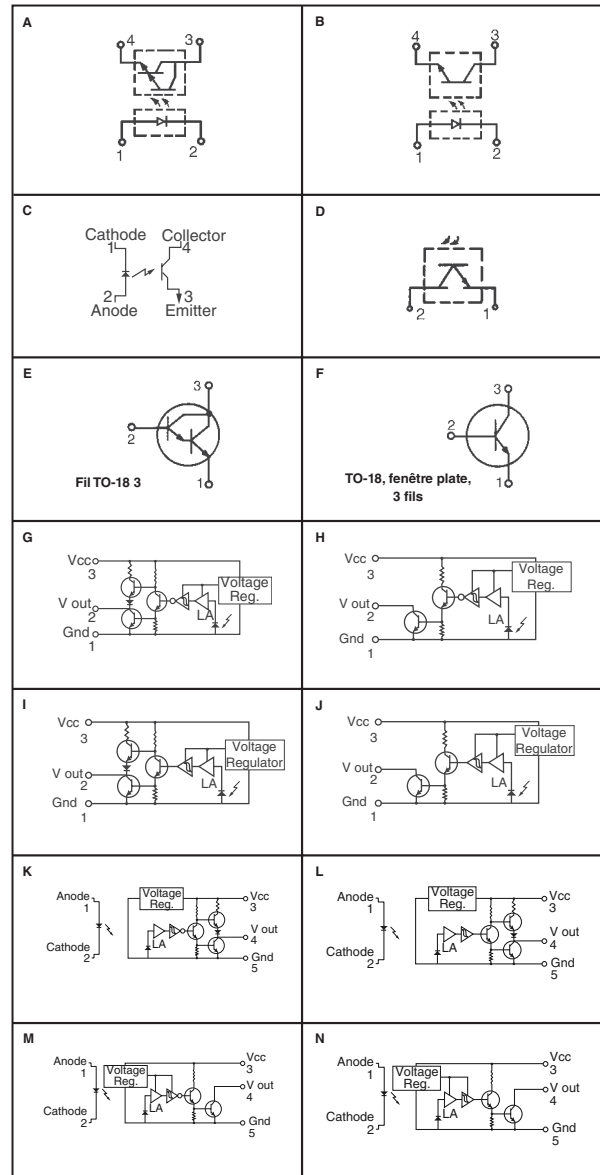 A
4 3
1 2
B
4 3
1 2
C
Cathode Collector
1 4
2 3
Anode Emitter
D
2 1
E
3
2
Fil TO-18 3 1
F
3
2
1
TO-18, fenêtre plate,
3 fils
G
Vcc
3
Voltage
Reg.
V out
2
LA
Gnd
1
H
Vcc
3
Voltage
Reg.
V out
2
LA
Gnd
1
I
Vcc
3
Voltage
Regulator
V out
2
LA
Gnd
1
J
Vcc
3
Voltage
Regulator
V out
2
LA
Gnd
1
K
Anode
1
Voltage
Reg.
Vcc
3
V out
4
LA
Cathode
2
Gnd
5
L
Anode
1
Voltage
Reg.
Vcc
3
V out
4
LA
Cathode
2
Gnd
5
M
Anode
1
Voltage
Reg.
Vcc
3
V out
4
LA
Cathode
2
Gnd
5
N
Anode
1
Voltage
Reg.
Vcc
3
V out
4
LA
Cathode
2
Gnd
5